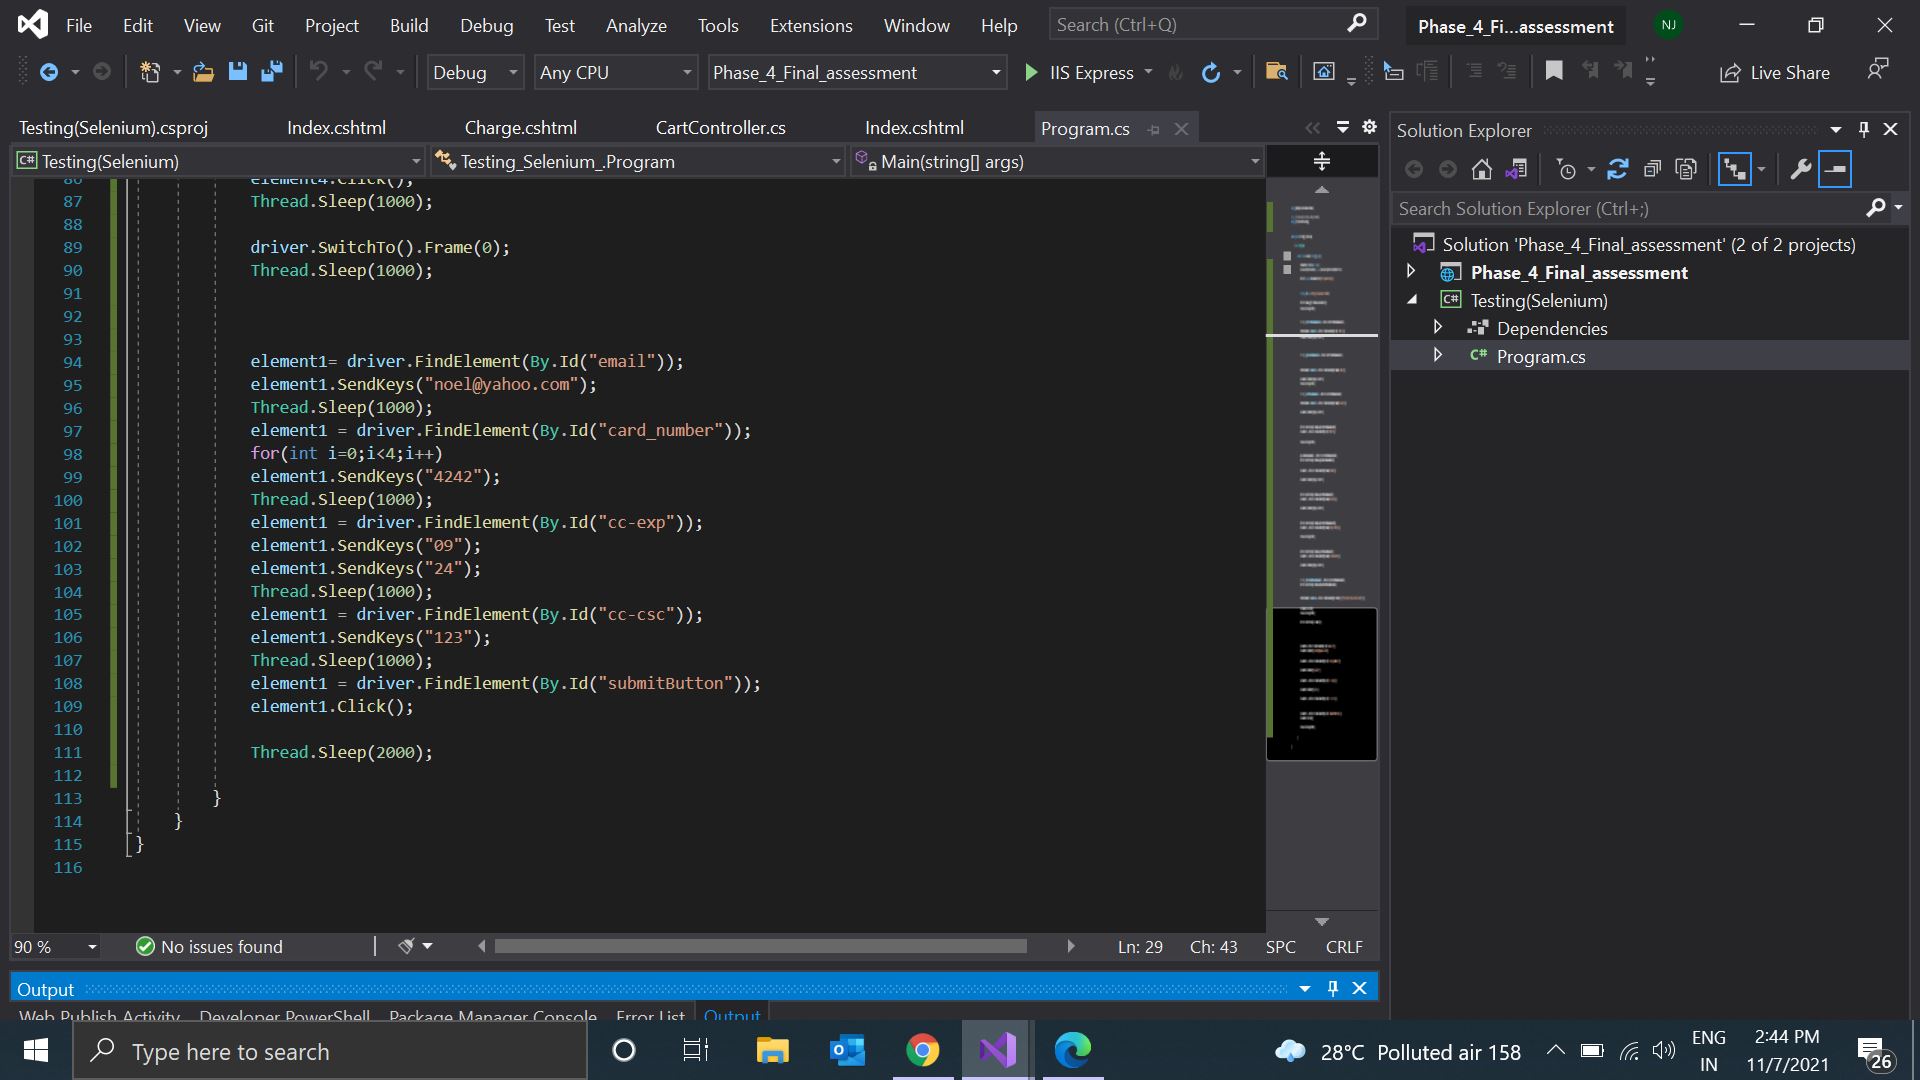 File Edit View Git Project Build Debug Test Analyze Tools Extensions Window Help Search (Ctrl+Q) Phase_4_Fi...assessment NJ
Debug Any CPU Phase_4_Final_assessment IIS Express Live Share
Testing(Selenium).csproj Index.cshtml Charge.cshtml CartController.cs Index.cshtml Program.cs
C# Testing(Selenium) Testing_Selenium_.Program Main(string[] args)
86 element4.Click();
87 Thread.Sleep(1000);
88
89 driver.SwitchTo().Frame(0);
90 Thread.Sleep(1000);
91
92
93
94 element1= driver.FindElement(By.Id("email"));
95 element1.SendKeys("noel@yahoo.com");
96 Thread.Sleep(1000);
97 element1 = driver.FindElement(By.Id("card_number"));
98 for(int i=0;i<4;i++)
99 element1.SendKeys("4242");
100 Thread.Sleep(1000);
101 element1 = driver.FindElement(By.Id("cc-exp"));
102 element1.SendKeys("09");
103 element1.SendKeys("24");
104 Thread.Sleep(1000);
105 element1 = driver.FindElement(By.Id("cc-csc"));
106 element1.SendKeys("123");
107 Thread.Sleep(1000);
108 element1 = driver.FindElement(By.Id("submitButton"));
109 element1.Click();
110
111 Thread.Sleep(2000);
112
113 }
114 }
115 }
116
90 % No issues found Ln: 29 Ch: 43 SPC CRLF
Output
Web Publish Activity Developer PowerShell Package Manager Console Error List Output
Solution Explorer
Search Solution Explorer (Ctrl+;)
Solution 'Phase_4_Final_assessment' (2 of 2 projects)
Phase_4_Final_assessment
C# Testing(Selenium)
Dependencies
C# Program.cs
Type here to search 28°C Polluted air 158 ENG IN 2:44 PM 11/7/2021 26